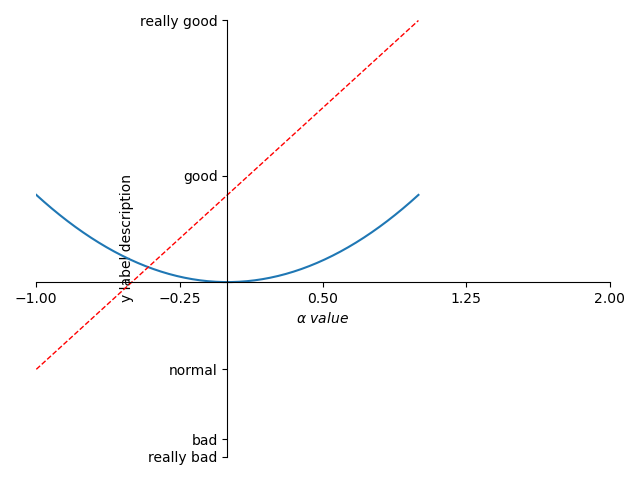 really good
good
y label description
−1.00
−0.25
0.50
1.25
2.00
α value
normal
bad
really bad